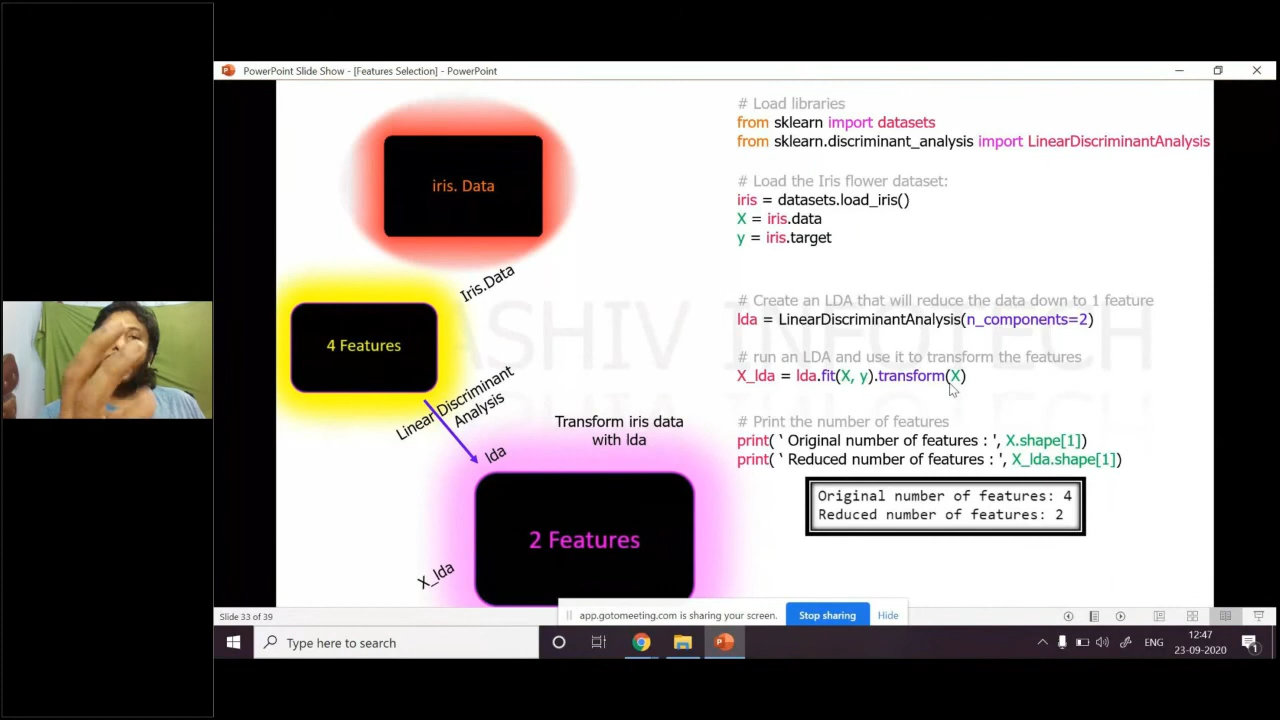 PowerPoint Slide Show - [Features Selection] - PowerPoint
iris. Data
Iris.Data
4 Features
Linear Discriminant
Analysis
lda
Transform iris data
with lda
2 Features
X_lda
# Load libraries
from sklearn import datasets
from sklearn.discriminant_analysis import LinearDiscriminantAnalysis
# Load the Iris flower dataset:
iris = datasets.load_iris()
X = iris.data
y = iris.target
# Create an LDA that will reduce the data down to 1 feature
lda = LinearDiscriminantAnalysis(n_components=2)
# run an LDA and use it to transform the features
X_lda = lda.fit(X, y).transform(X)
# Print the number of features
print( ‘ Original number of features : ', X.shape[1])
print( ‘ Reduced number of features : ', X_lda.shape[1])
Original number of features: 4
Reduced number of features: 2
ASHIV INFOTECH
app.gotomeeting.com is sharing your screen.
Stop sharing
Hide
Slide 33 of 39
Type here to search
ENG
12:47
23-09-2020
1